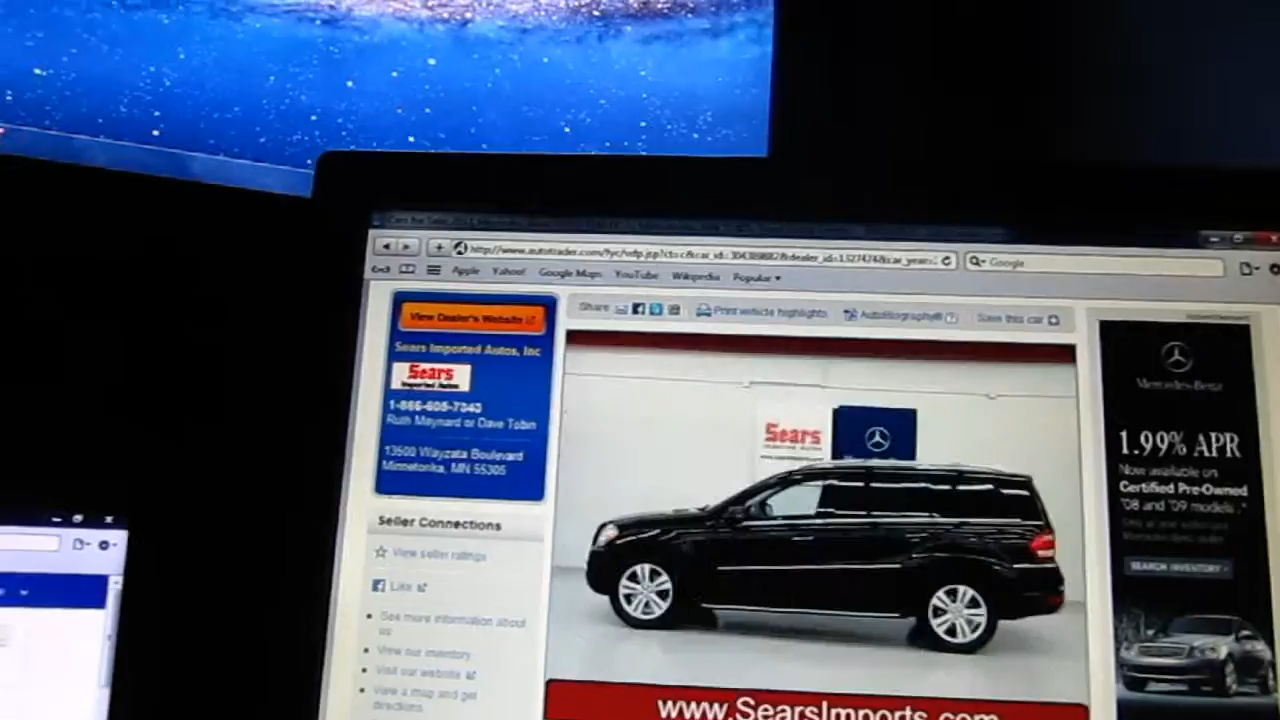 Apple Yahoo! Google Maps YouTube Wikipedia Popular
Google
View Dealer's Website
Sears Imported Autos, Inc
Sears
Imported Autos
1-866-605-7343
Ruth Maynard or Dave Tobin
13500 Wayzata Boulevard
Minnetonka, MN 55305
Seller Connections
View seller ratings
Like
See more information about
us
View our inventory
Visit our website
View a map and get
directions
Share
Print vehicle highlights
AutoBiography®
Save this car
Sears
www.SearsImports.com
Mercedes-Benz
1.99% APR
Now available on
Certified Pre-Owned
'08 and '09 models
SEARCH INVENTORY